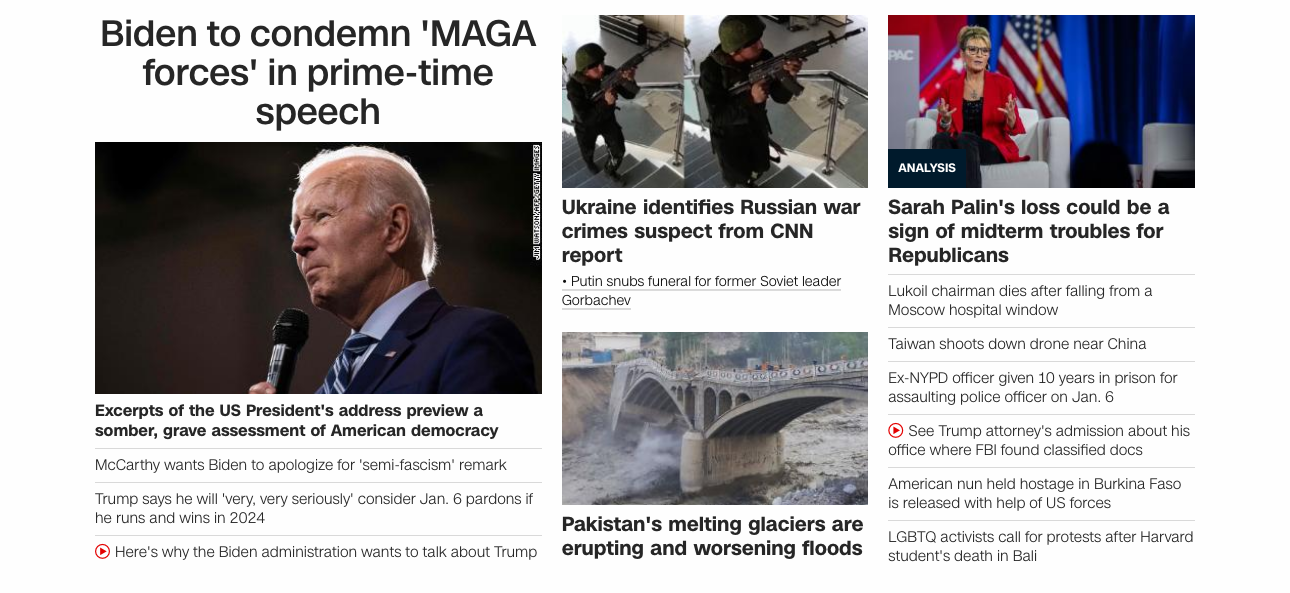 Biden to condemn 'MAGA
forces' in prime-time
speech
JIM WATSON/AFP/GETTY IMAGES
Excerpts of the US President's address preview a
somber, grave assessment of American democracy
McCarthy wants Biden to apologize for 'semi-fascism' remark
Trump says he will 'very, very seriously' consider Jan. 6 pardons if
he runs and wins in 2024
Here's why the Biden administration wants to talk about Trump
Ukraine identifies Russian war
crimes suspect from CNN
report
• Putin snubs funeral for former Soviet leader
Gorbachev
Pakistan's melting glaciers are
erupting and worsening floods
PAC
ANALYSIS
Sarah Palin's loss could be a
sign of midterm troubles for
Republicans
Lukoil chairman dies after falling from a
Moscow hospital window
Taiwan shoots down drone near China
Ex-NYPD officer given 10 years in prison for
assaulting police officer on Jan. 6
See Trump attorney's admission about his
office where FBI found classified docs
American nun held hostage in Burkina Faso
is released with help of US forces
LGBTQ activists call for protests after Harvard
student's death in Bali